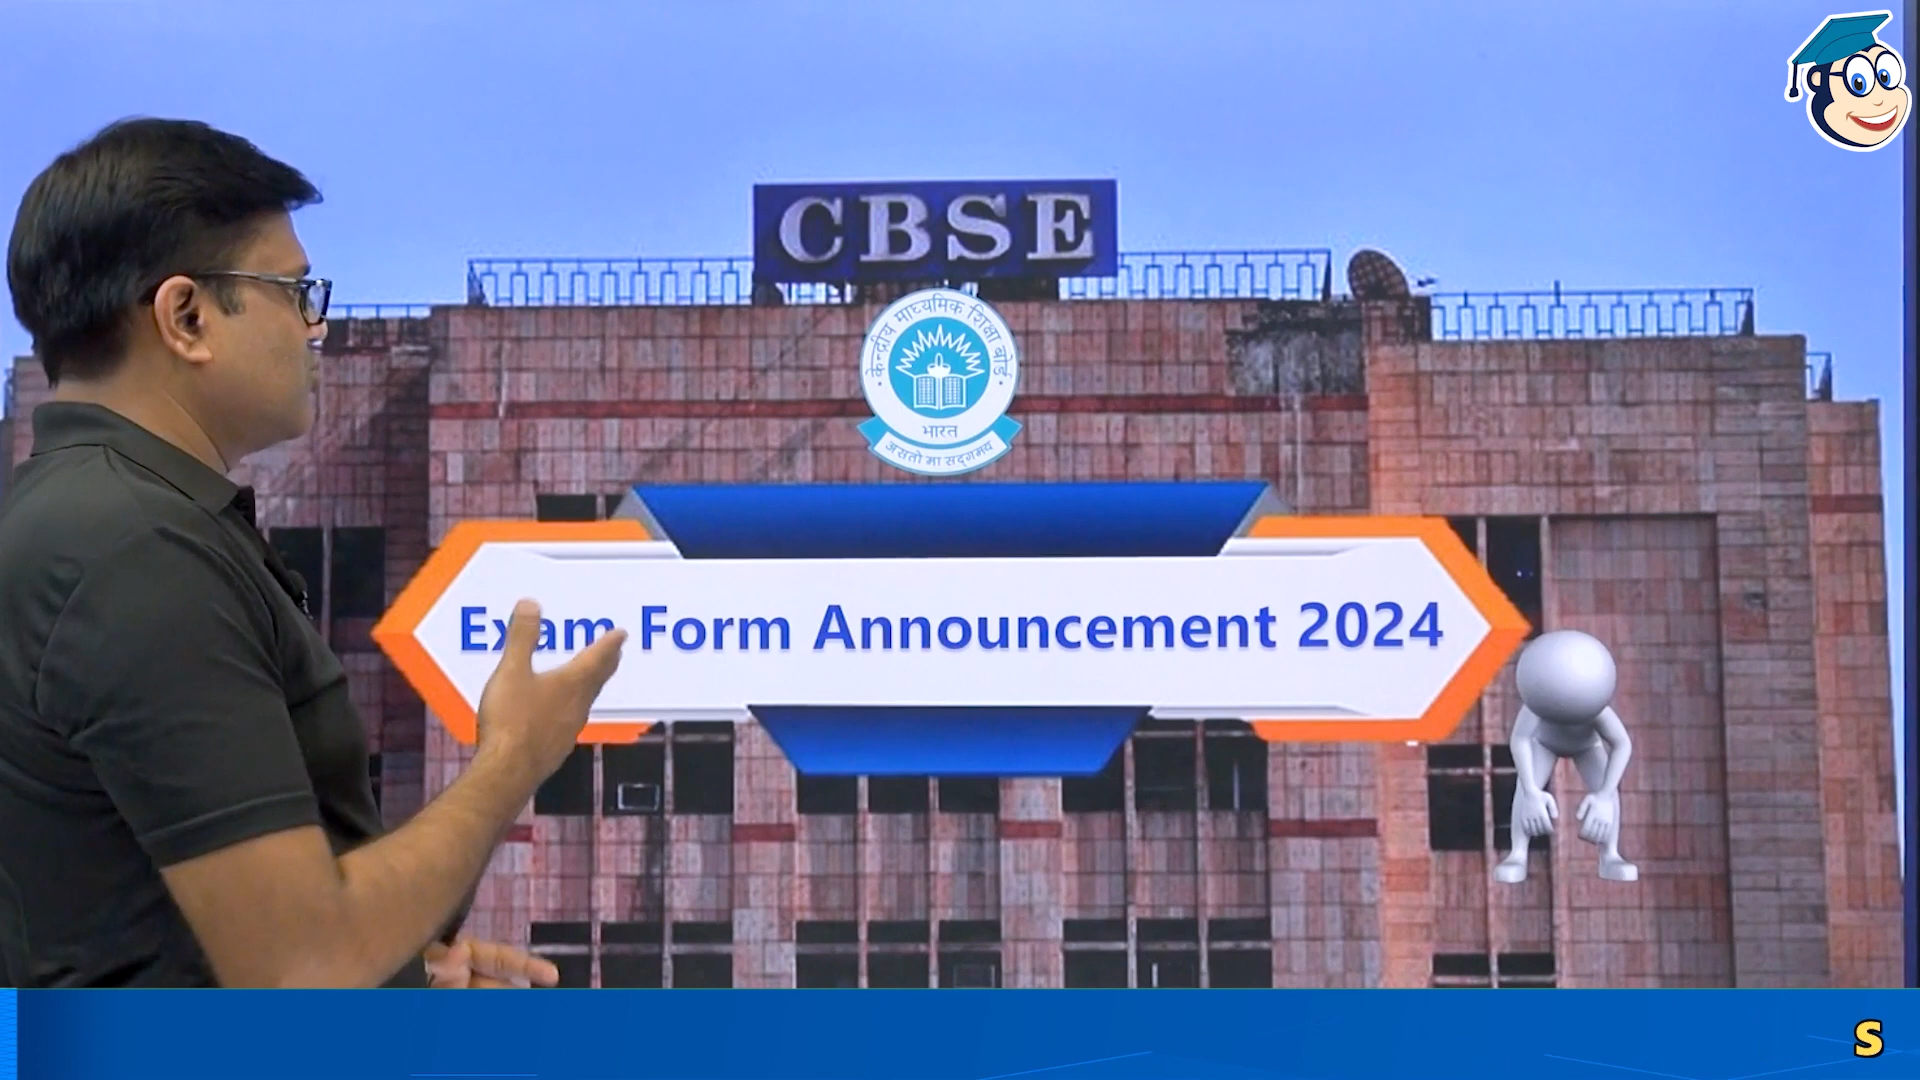 CBSE
केन्द्रीय माध्यमिक शिक्षा बोर्ड
भारत
असतो मा सद्गमय
Exam Form Announcement 2024
S